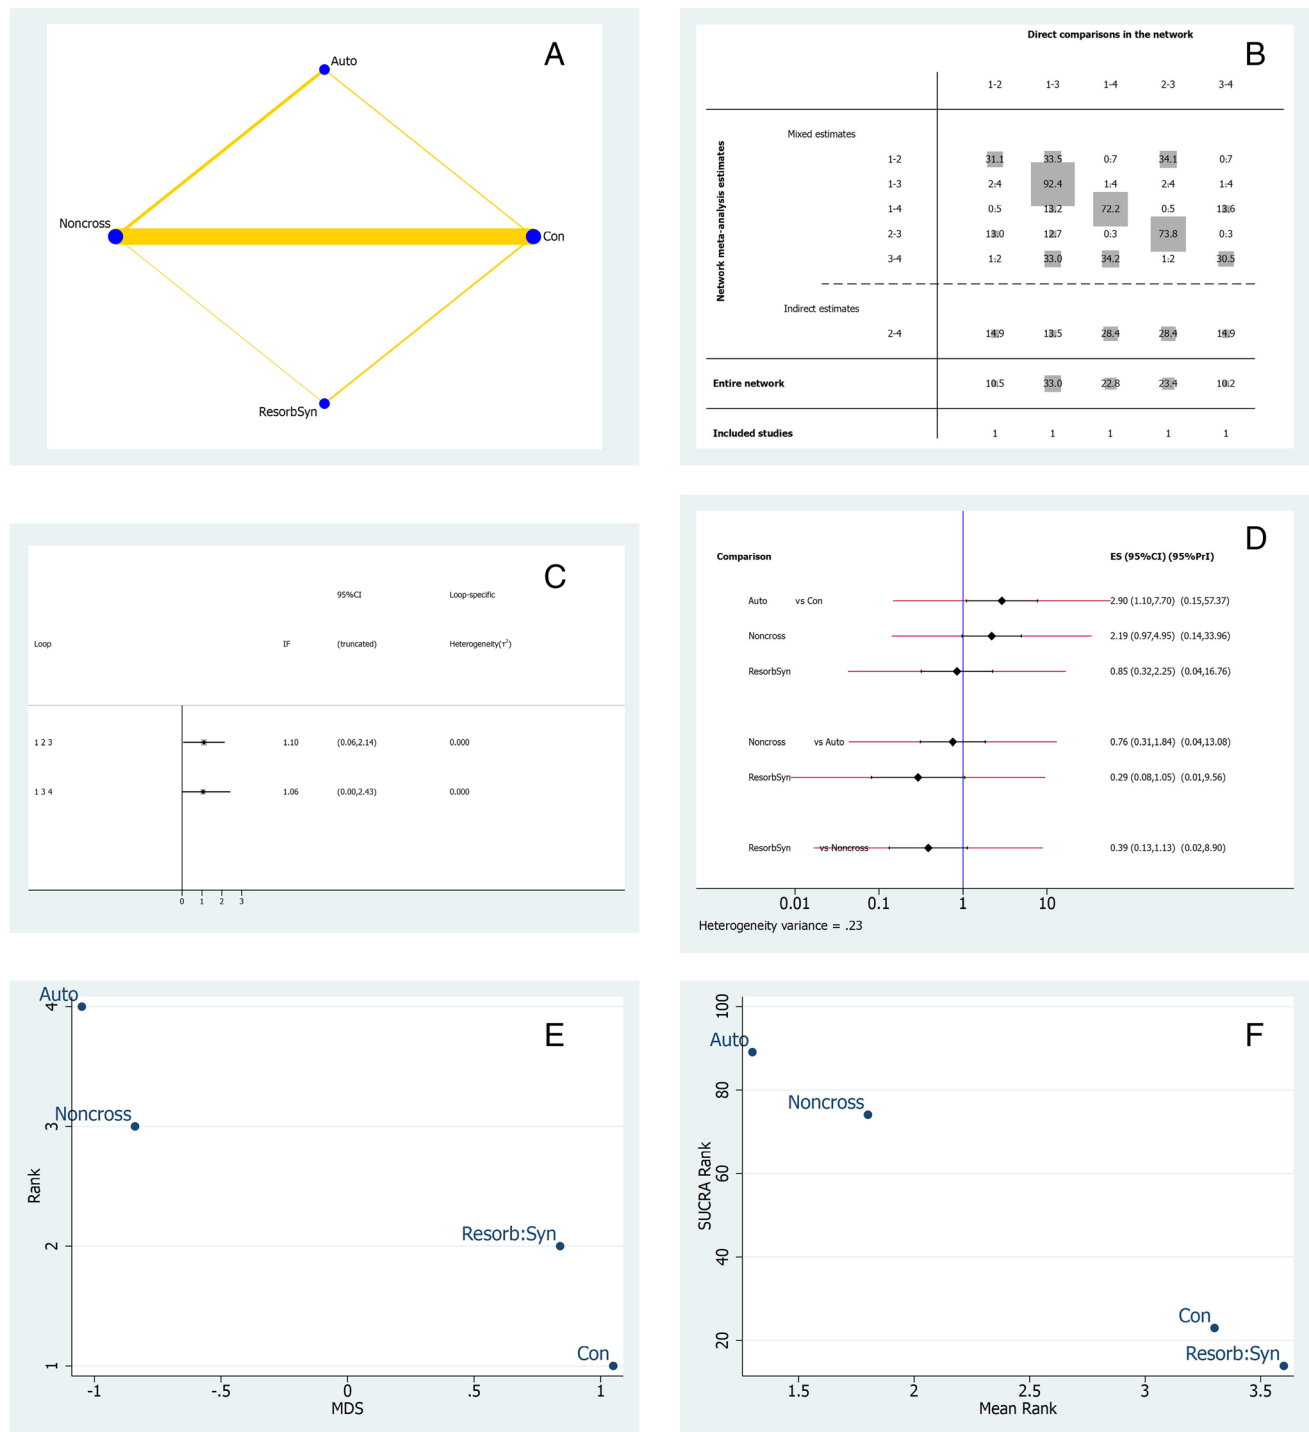 A
Auto
Noncross
Con
ResorbSyn
B
Direct comparisons in the network
1-2 1-3 1-4 2-3 3-4
Network meta-analysis estimates
Mixed estimates
1-2 31.1 33.5 0.7 34.1 0.7
1-3 2.4 92.4 1.4 2.4 1.4
1-4 0.5 13.2 72.2 0.5 13.6
2-3 13.0 12.7 0.3 73.8 0.3
3-4 1.2 33.0 34.2 1.2 30.5
Indirect estimates
2-4 14.9 13.5 28.4 28.4 14.9
Entire network 10.5 33.0 22.8 23.4 10.2
Included studies 1 1 1 1 1
C
95%CI Loop-specific
Loop IF (truncated) Heterogeneity(τ²)
1 2 3 1.10 (0.06,2.14) 0.000
1 3 4 1.06 (0.00,2.43) 0.000
0 1 2 3
D
Comparison ES (95%CI) (95%PrI)
Auto vs Con 2.90 (1.10,7.70) (0.15,57.37)
Noncross 2.19 (0.97,4.95) (0.14,33.96)
ResorbSyn 0.85 (0.32,2.25) (0.04,16.76)
Noncross vs Auto 0.76 (0.31,1.84) (0.04,13.08)
ResorbSyn 0.29 (0.08,1.05) (0.01,9.56)
ResorbSyn vs Noncross 0.39 (0.13,1.13) (0.02,8.90)
0.01 0.1 1 10
Heterogeneity variance = .23
E
Auto
Noncross
Resorb:Syn
Con
Rank
4
3
2
1
-1 -.5 0 .5 1
MDS
F
Auto
Noncross
Con
Resorb:Syn
SUCRA Rank
100
80
60
40
20
1.5 2 2.5 3 3.5
Mean Rank